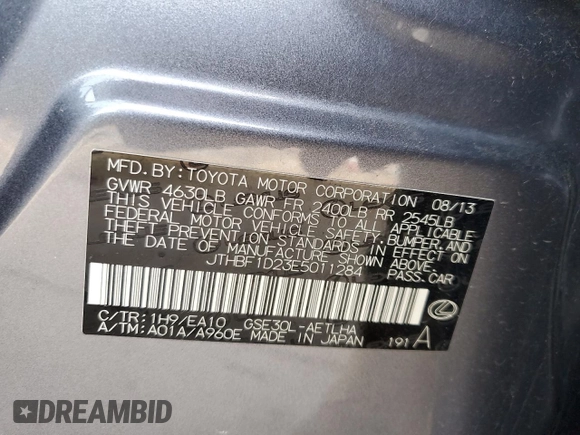 MFD.BY:TOYOTA MOTOR CORPORATION 08/13
GVWR 4630LB GAWR FR 2400LB RR 2545LB
THIS VEHICLE CONFORMS TO ALL APPLICABLE
FEDERAL MOTOR VEHICLE SAFETY,BUMPER,AND
THEFT PREVENTION STANDARDS IN EFFECT ON
THE DATE OF MANUFACTURE SHOWN ABOVE.
JTHBF1D23E5011284 PASS.CAR
C/TR:1H9/EA10 GSE30L-AETLHA
A/TM:A01A/A960E MADE IN JAPAN 191 A
DREAMBID